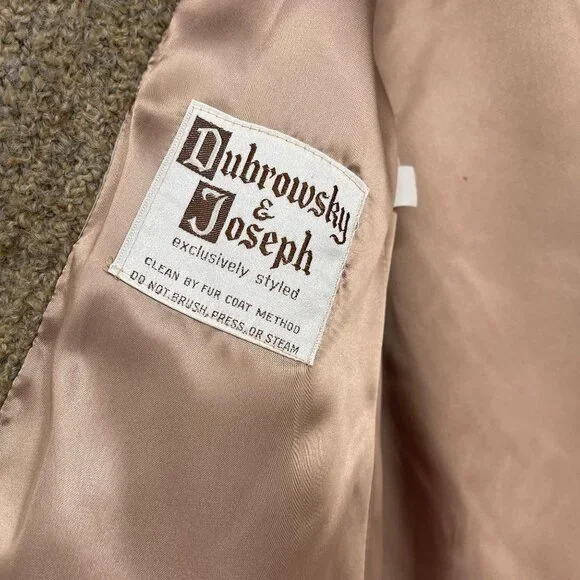 Dubrowsky
&
Joseph
exclusively styled
CLEAN BY FUR COAT METHOD
DO NOT BRUSH, PRESS, OR STEAM